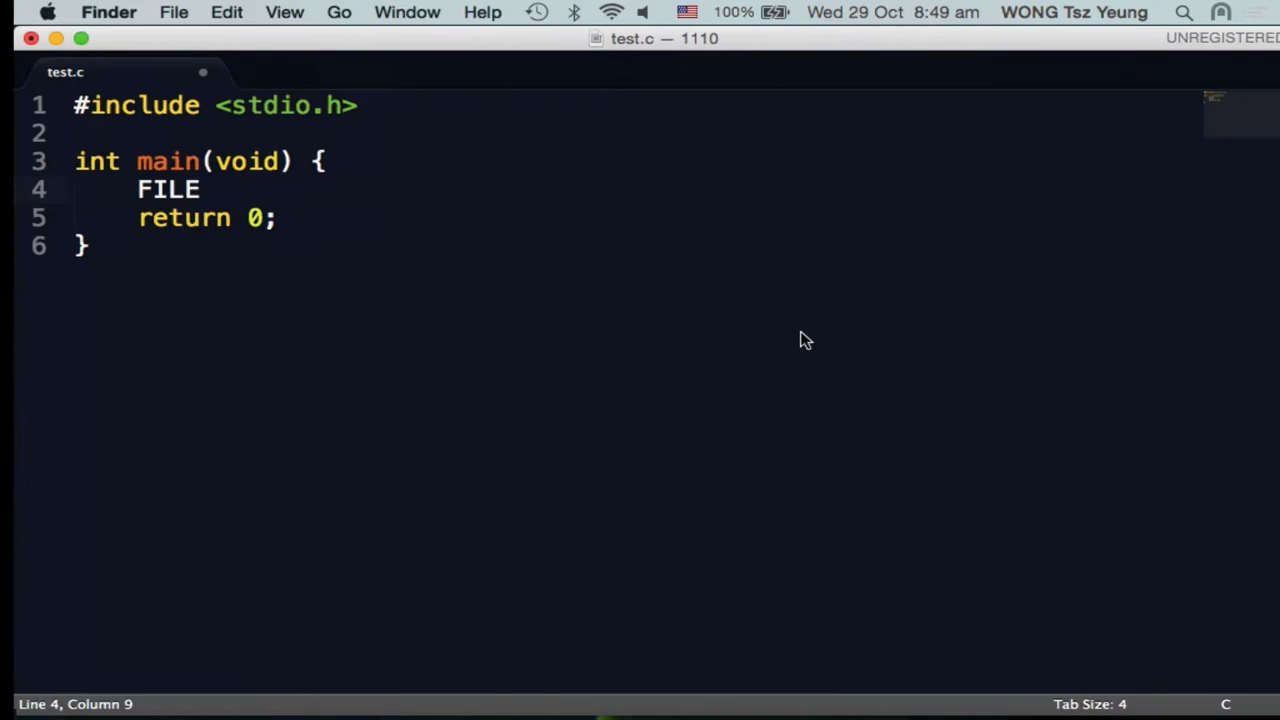 Finder File Edit View Go Window Help 100% Wed 29 Oct 8:49 am WONG Tsz Yeung
test.c — 1110 UNREGISTERED
test.c
1 #include <stdio.h>
2
3 int main(void) {
4 FILE
5 return 0;
6 }
Line 4, Column 9 Tab Size: 4 C